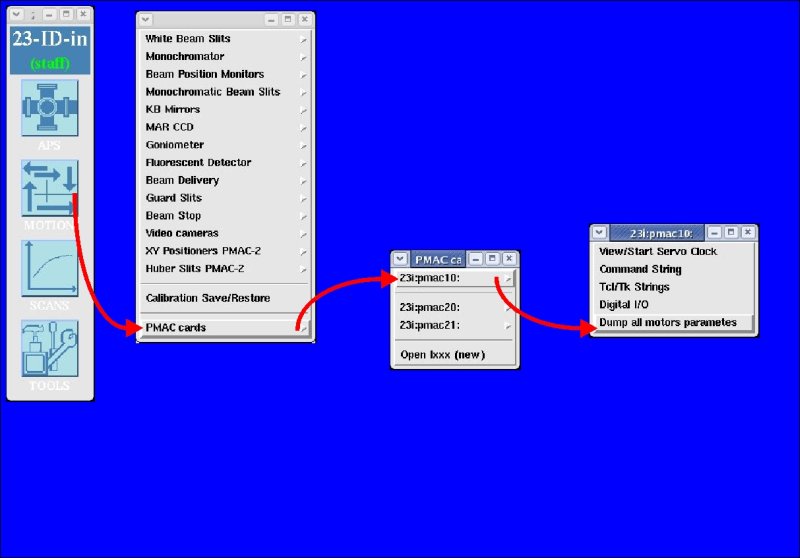 23-ID-in
(staff)
APS
MOTION
SCANS
TOOLS
White Beam Slits
Monochromator
Beam Position Monitors
Monochromatic Beam Slits
KB Mirrors
MAR CCD
Goniometer
Fluorescent Detector
Beam Delivery
Guard Slits
Beam Stop
Video cameras
XY Positioners PMAC-2
Huber Slits PMAC-2
Calibration Save/Restore
PMAC cards
PMAC ca
23i:pmac10:
23i:pmac20:
23i:pmac21:
Open Ixxx (new)
23i:pmac10:
View/Start Servo Clock
Command String
Tcl/Tk Strings
Digital I/O
Dump all motors parametes